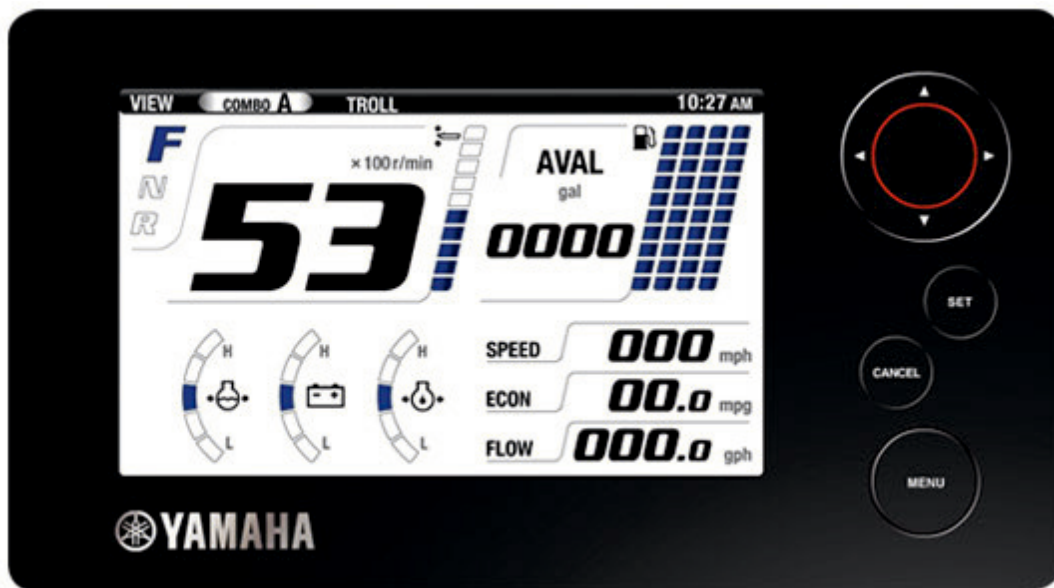 VIEW COMBO A TROLL 10:27 AM
F
N
R
×100 r/min
53
AVAL
gal
0000
H
L
H
L
H
L
SPEED 000 mph
ECON 00.0 mpg
FLOW 000.0 gph
SET
CANCEL
MENU
YAMAHA